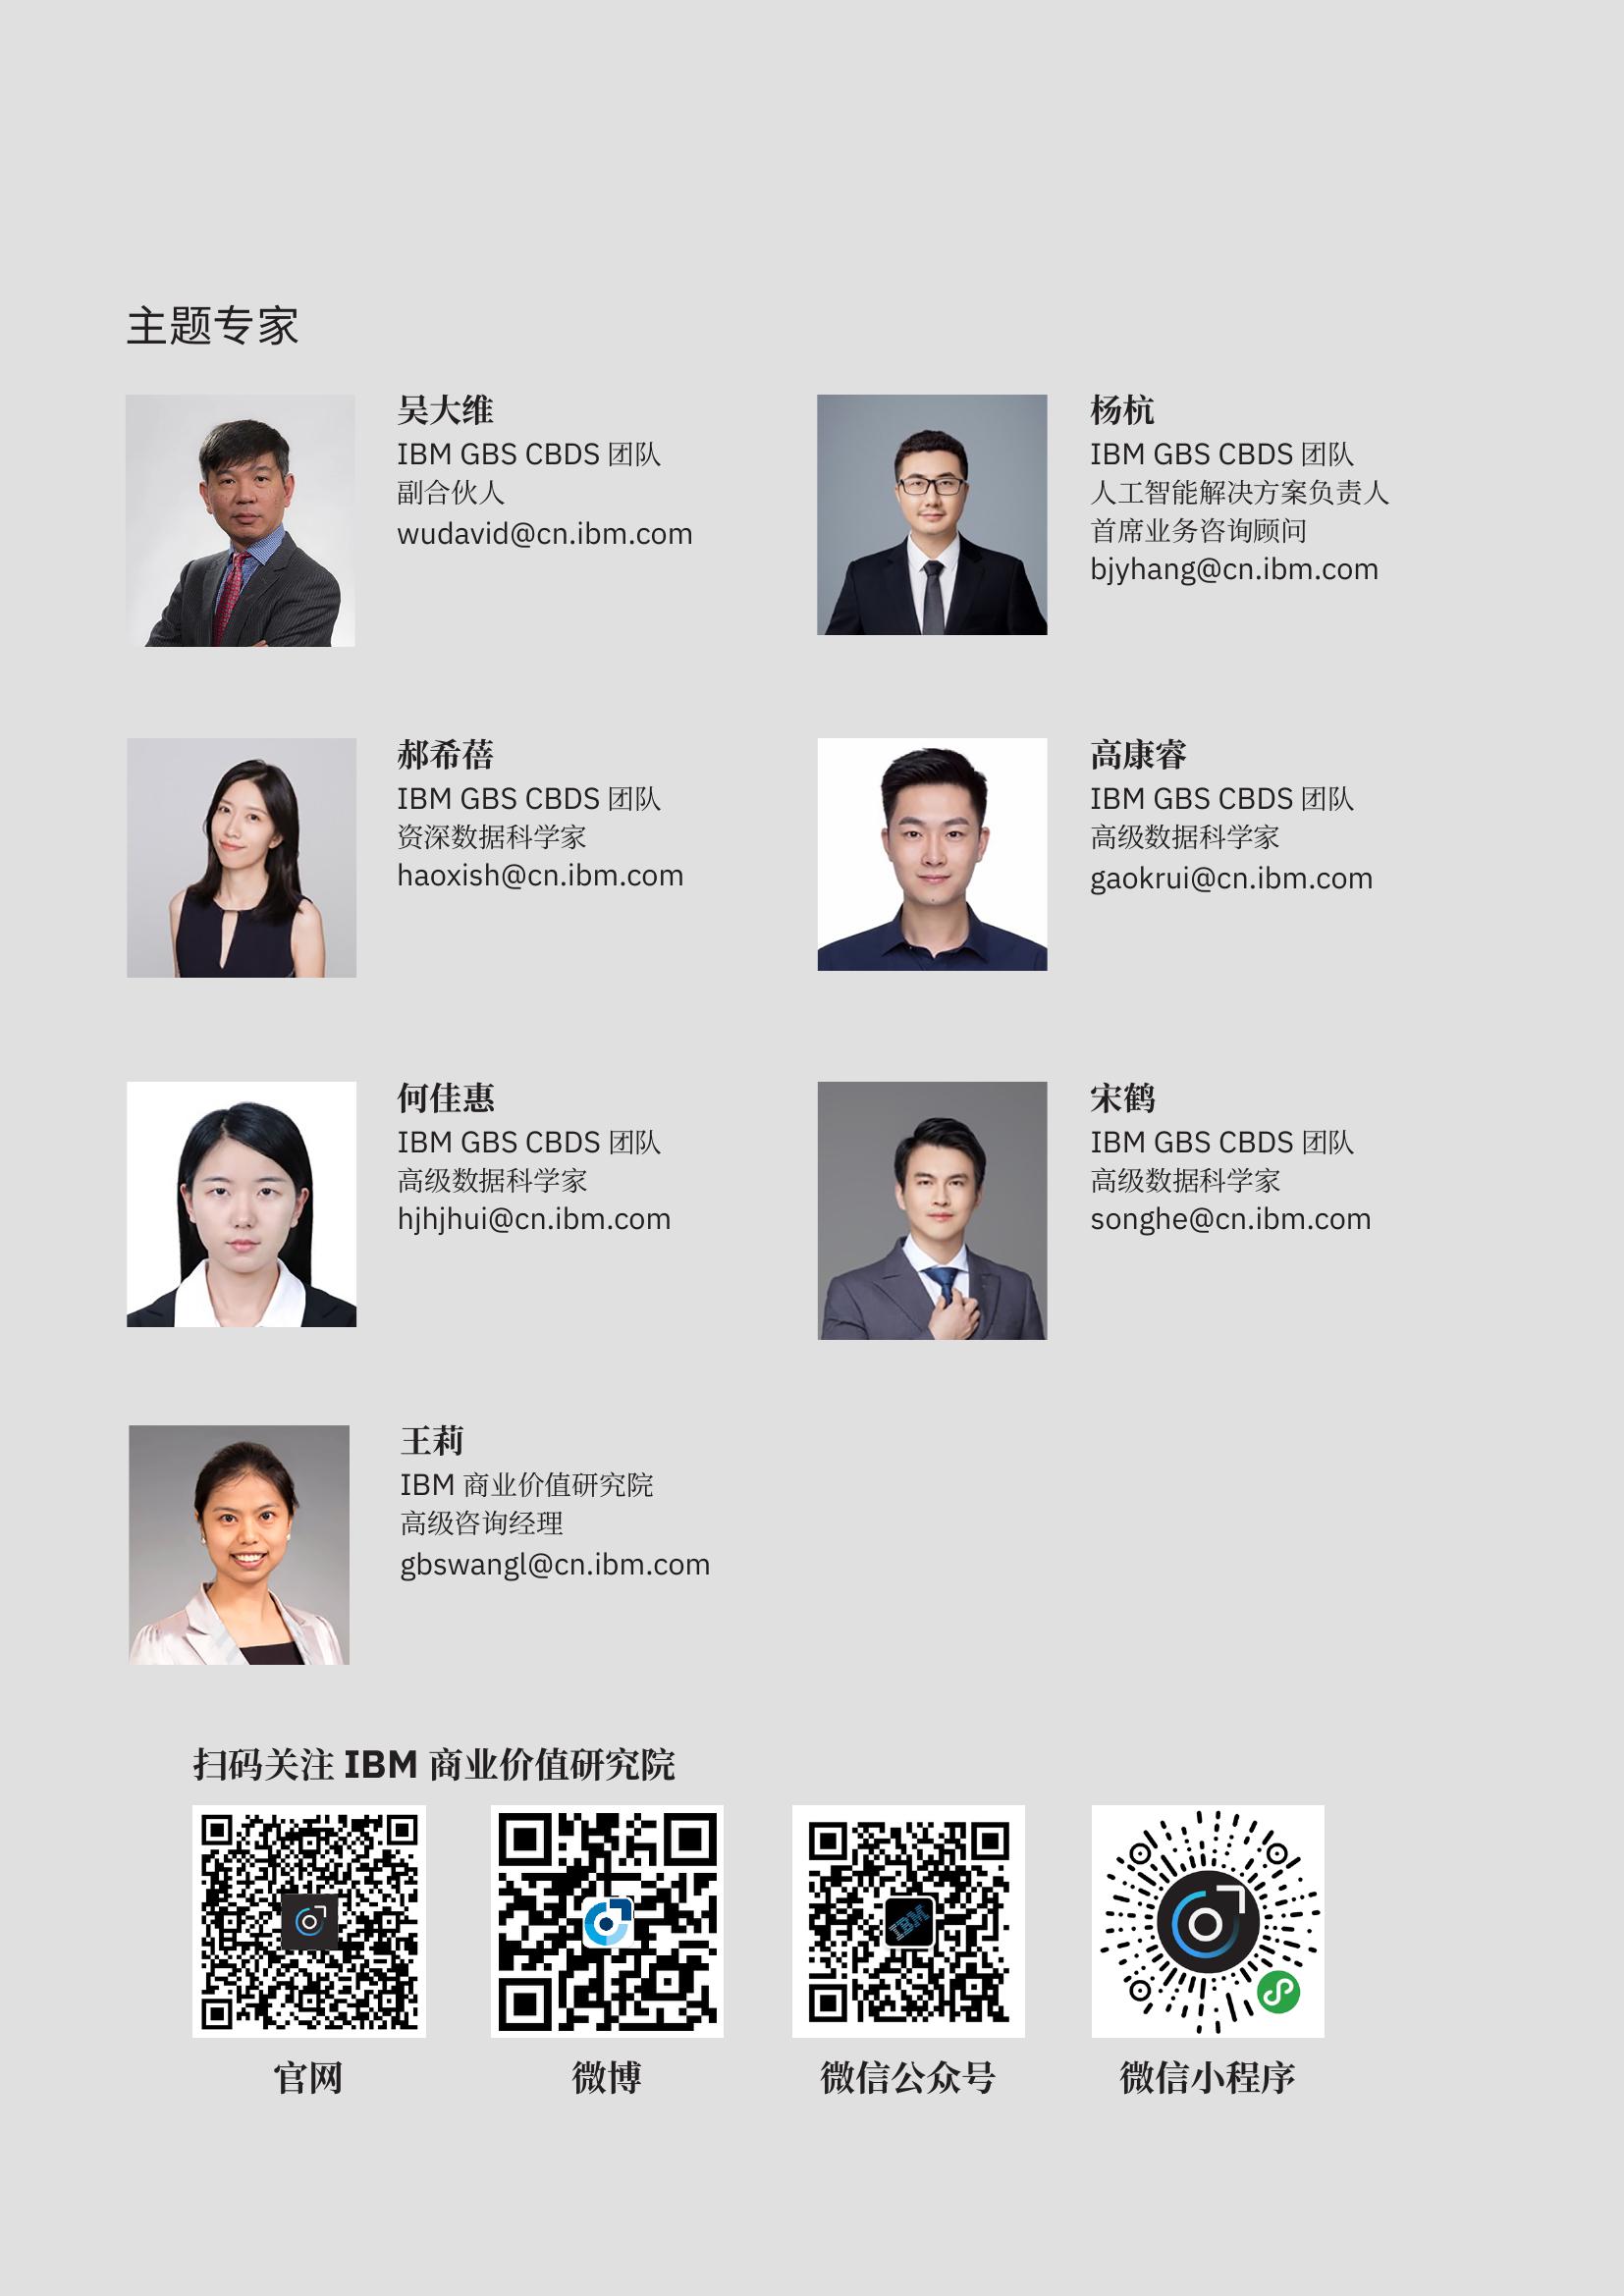 主题专家
吴大维
IBM GBS CBDS 团队
副合伙人
wudavid@cn.ibm.com
杨杭
IBM GBS CBDS 团队
人工智能解决方案负责人
首席业务咨询顾问
bjyhang@cn.ibm.com
郝希蓓
IBM GBS CBDS 团队
资深数据科学家
haoxish@cn.ibm.com
高康睿
IBM GBS CBDS 团队
高级数据科学家
gaokrui@cn.ibm.com
何佳惠
IBM GBS CBDS 团队
高级数据科学家
hjhjhui@cn.ibm.com
宋鹤
IBM GBS CBDS 团队
高级数据科学家
songhe@cn.ibm.com
王莉
IBM 商业价值研究院
高级咨询经理
gbswangl@cn.ibm.com
扫码关注 IBM 商业价值研究院
IBM
官网
微博
微信公众号
微信小程序